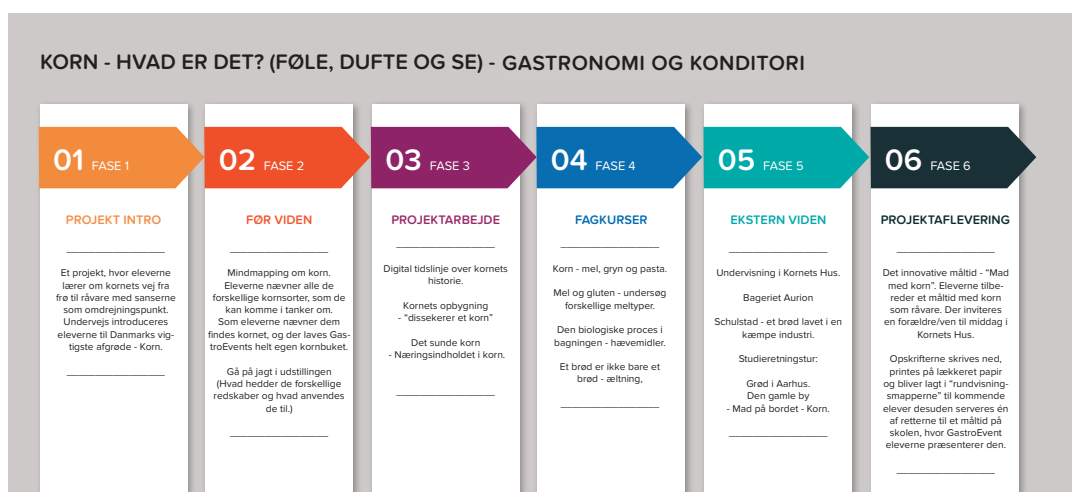 KORN - HVAD ER DET? (FØLE, DUFTE OG SE) - GASTRONOMI OG KONDITORI
01 FASE 1
PROJEKT INTRO
Et projekt, hvor eleverne
lærer om kornets vej fra
frø til råvare med sanserne
som omdrejningspunkt.
Undervejs introduceres
eleverne til Danmarks vig-
tigste afgrøde - Korn.
02 FASE 2
FØR VIDEN
Mindmapping om korn.
Eleverne nævner alle de
forskellige kornsorter, som de
kan komme i tanker om.
Som eleverne nævner dem
findes kornet, og der laves Gas-
troEvents helt egen kornbuket.
Gå på jagt i udstillingen
(Hvad hedder de forskellige
redskaber og hvad anvendes
de til.)
03 FASE 3
PROJEKTARBEJDE
Digital tidslinje over kornets
historie.
Kornets opbygning
- “dissekerer et korn”
Det sunde korn
- Næringsindholdet i korn.
04 FASE 4
FAGKURSER
Korn - mel, gryn og pasta.
Mel og gluten - undersøg
forskellige meltyper.
Den biologiske proces i
bagningen - hævemidler.
Et brød er ikke bare et
brød - æltning,
05 FASE 5
EKSTERN VIDEN
Undervisning i Kornets Hus.
Bageriet Aurion
Schulstad - et brød lavet i en
kæmpe industri.
Studieretningstur:
Grød i Aarhus.
Den gamle by
- Mad på bordet - Korn.
06 FASE 6
PROJEKTAFLEVERING
Det innovative måltid - “Mad
med korn”. Eleverne tilbe-
reder et måltid med korn
som råvare. Der inviteres
en forældre/ven til middag i
Kornets Hus.
Opskrifterne skrives ned,
printes på lækkeret papir
og bliver lagt i “rundvisning-
smapperne” til kommende
elever desuden serveres én
af retterne til et måltid på
skolen, hvor GastroEvent
eleverne præsenterer den.